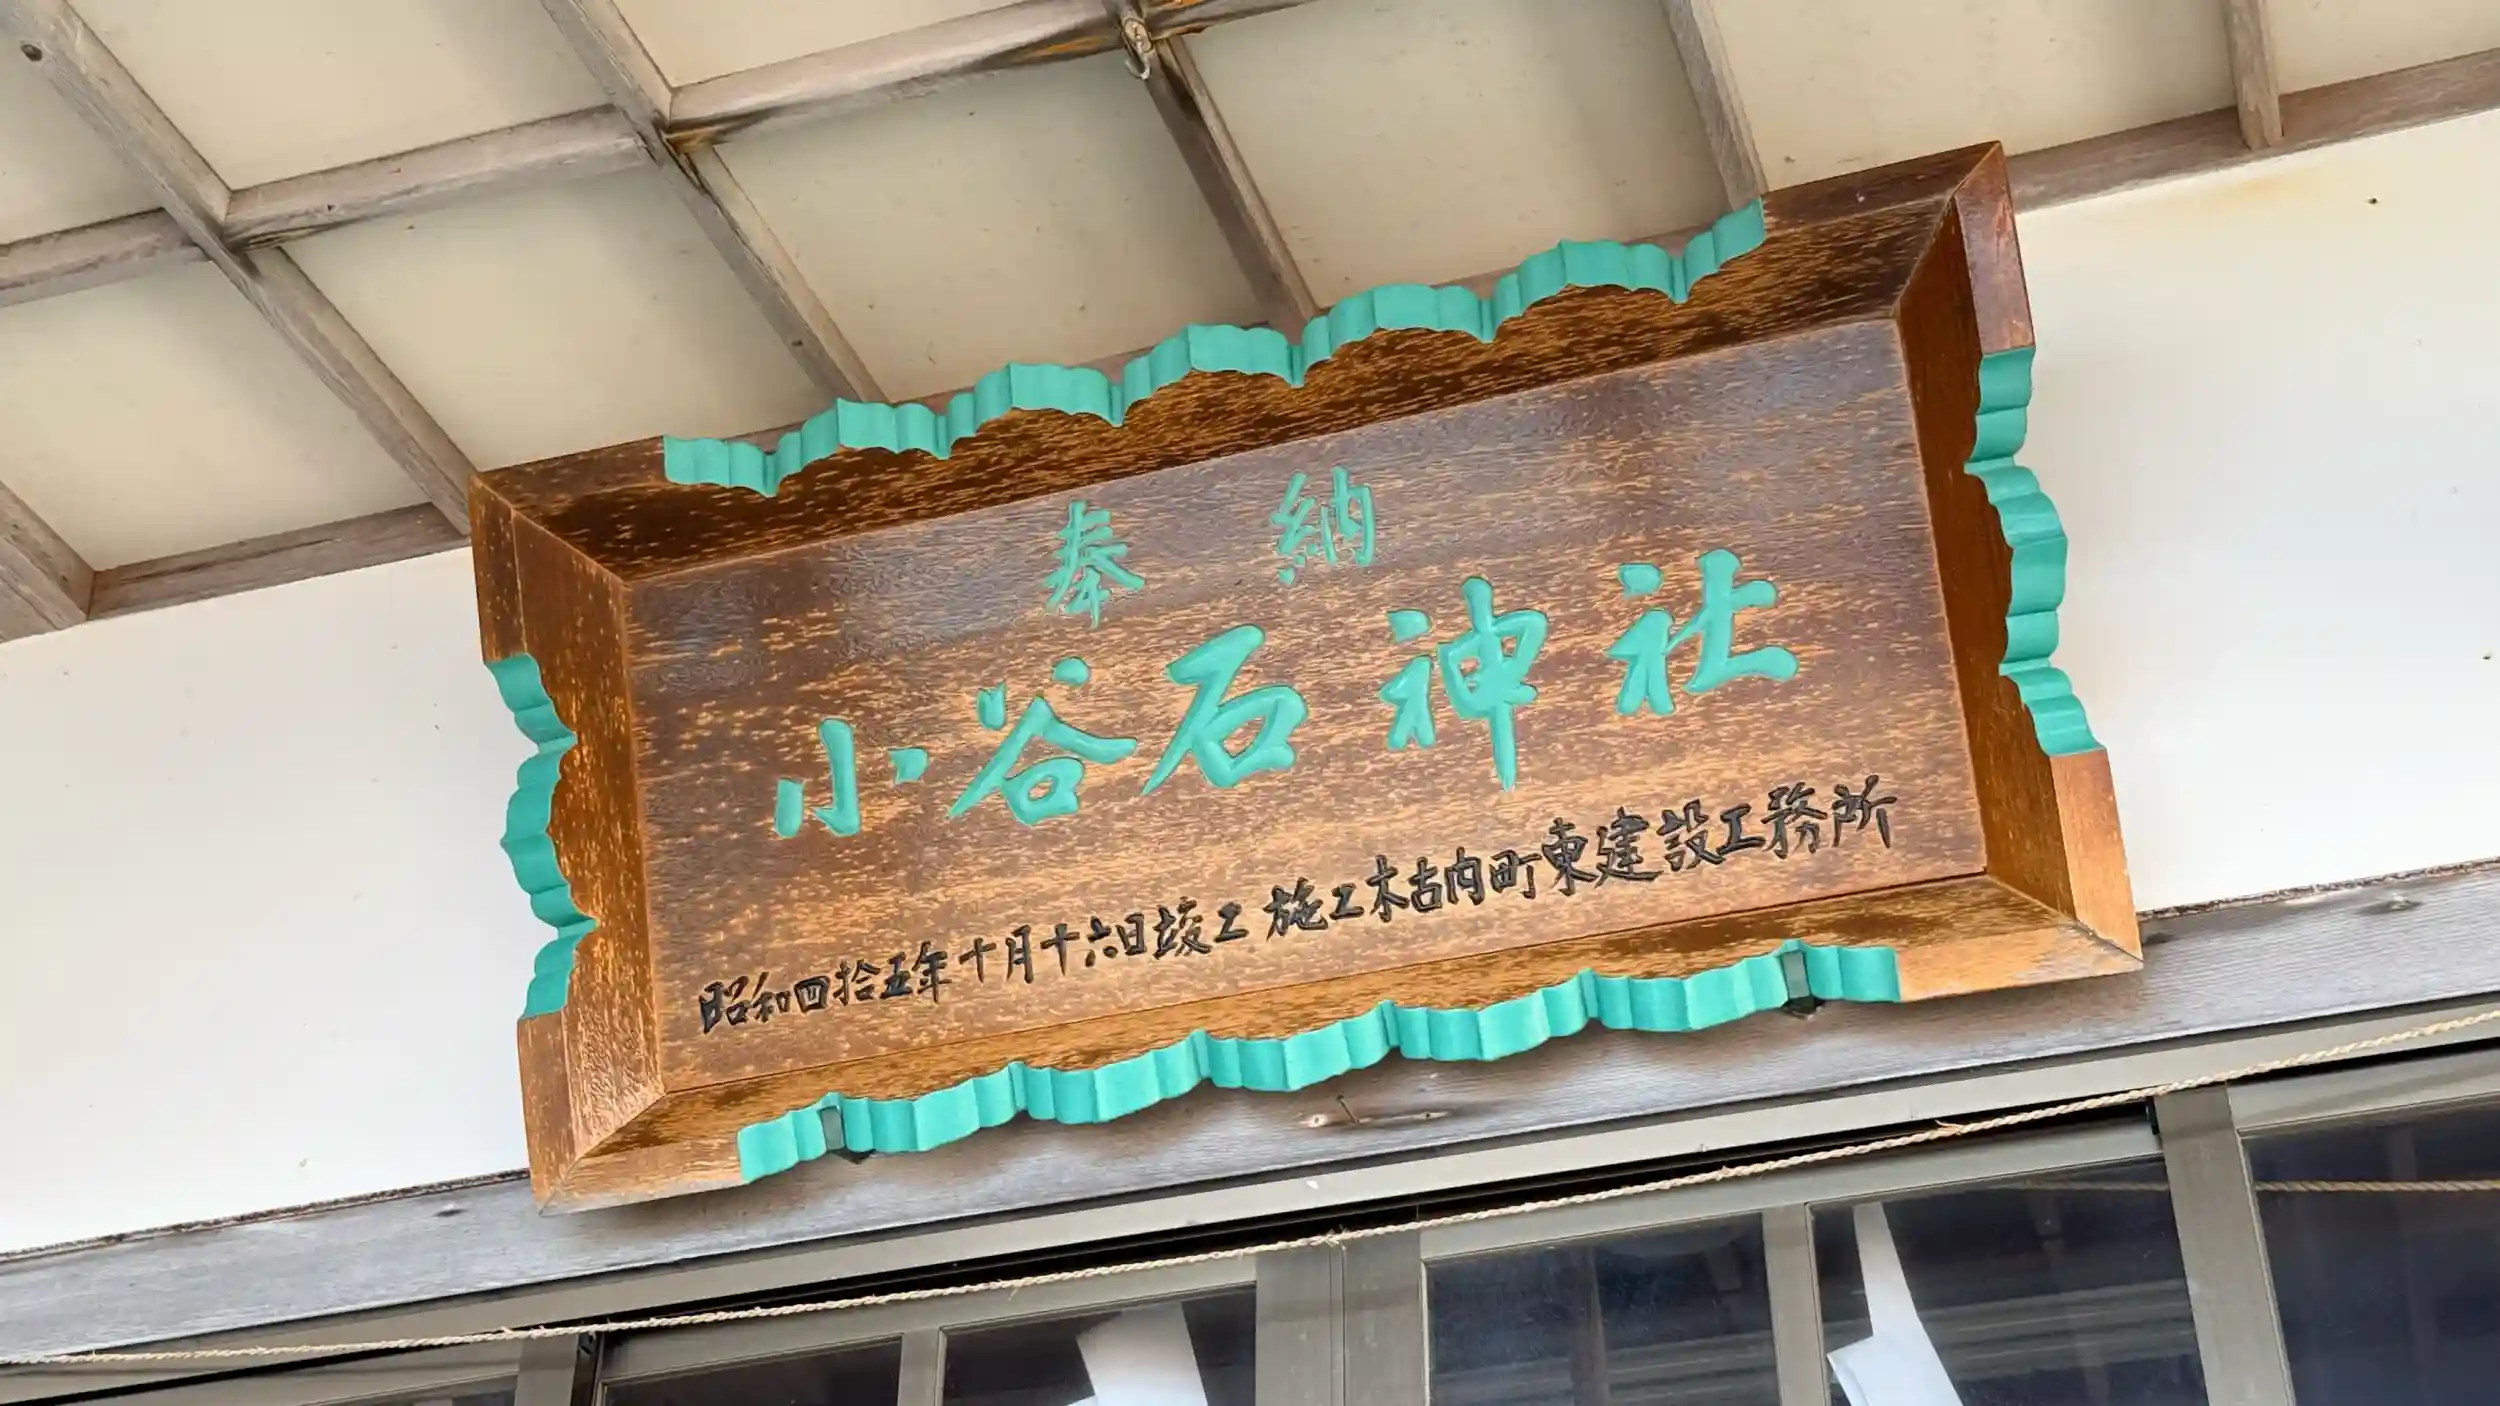 奉納
小谷石神社
昭和四拾五年十月十六日竣工 施工木古内町東建設工務所